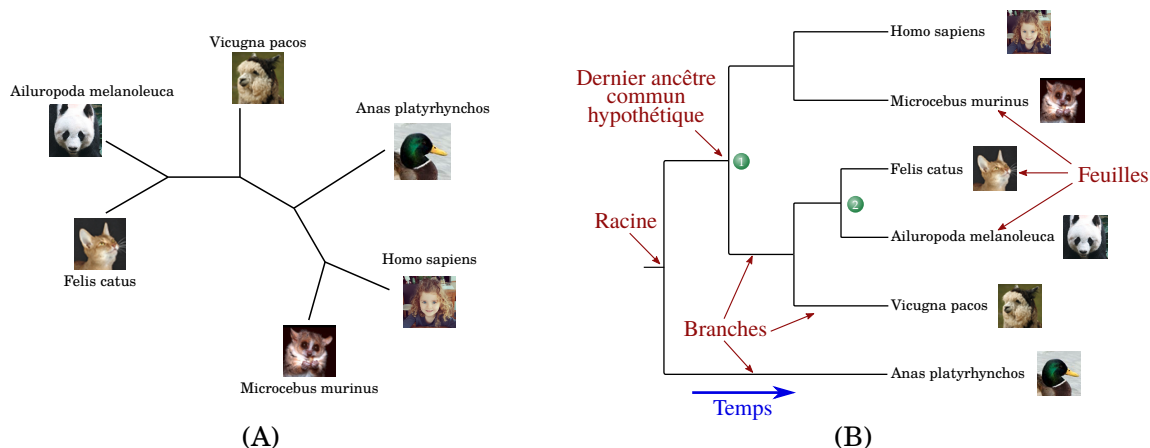 Vicugna pacos
Ailuropoda melanoleuca
Anas platyrhynchos
Felis catus
Homo sapiens
Microcebus murinus
(A)
Homo sapiens
Dernier ancêtre
commun
hypothétique
Microcebus murinus
1
Felis catus
Feuilles
2
Racine
Ailuropoda melanoleuca
Vicugna pacos
Branches
Anas platyrhynchos
Temps
(B)